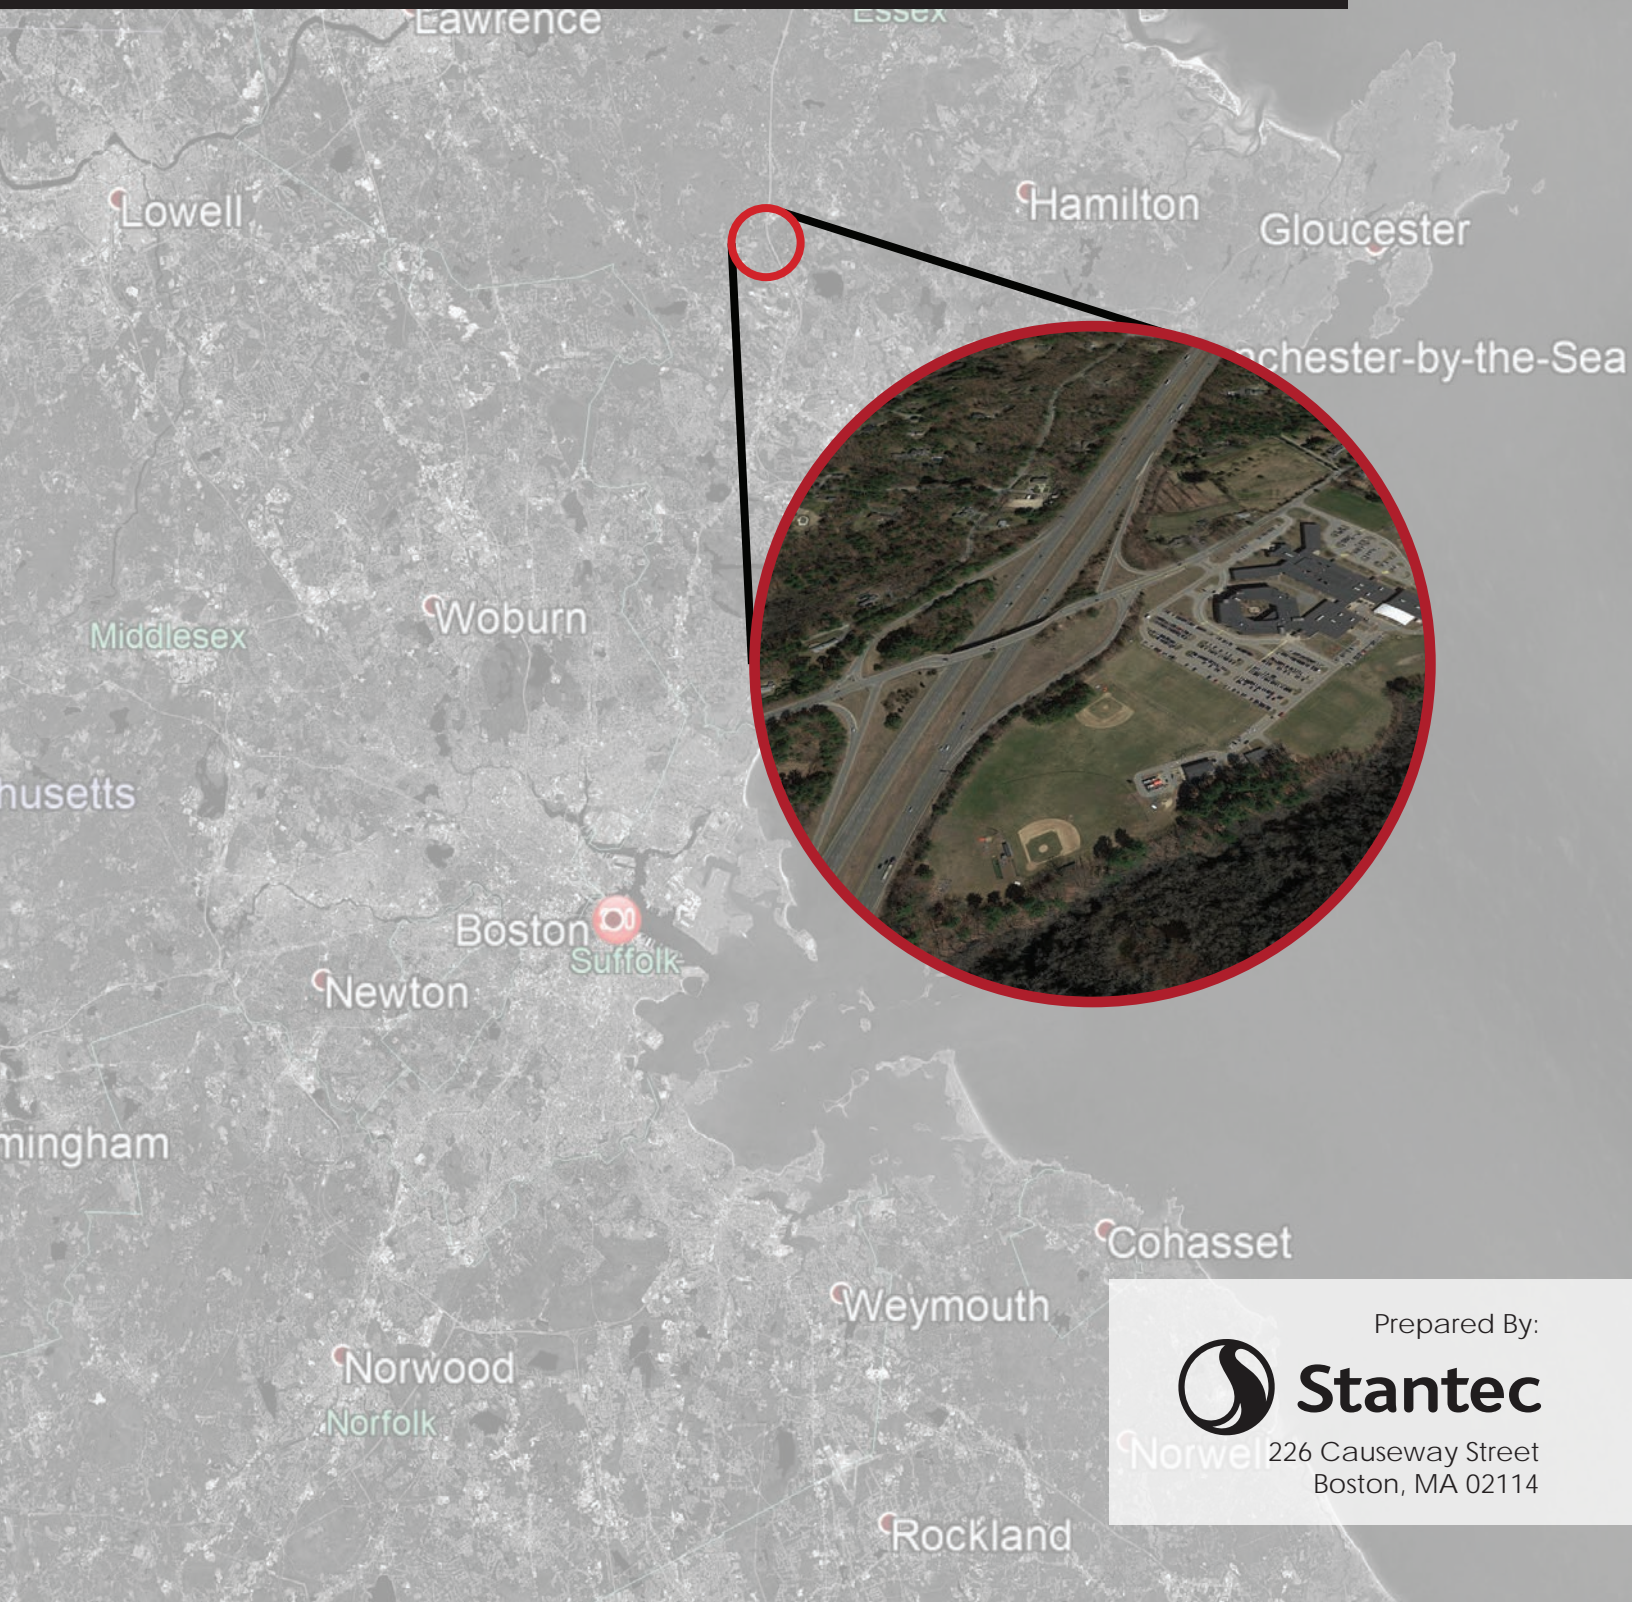 Lawrence
Essex
Lowell
Hamilton
Gloucester
nchester-by-the-Sea
Woburn
Middlesex
husetts
Boston
Suffolk
Newton
mingham
Cohasset
Weymouth
Norwood
Norfolk
Norwell
Rockland
Prepared By:
Stantec
226 Causeway Street
Boston, MA 02114